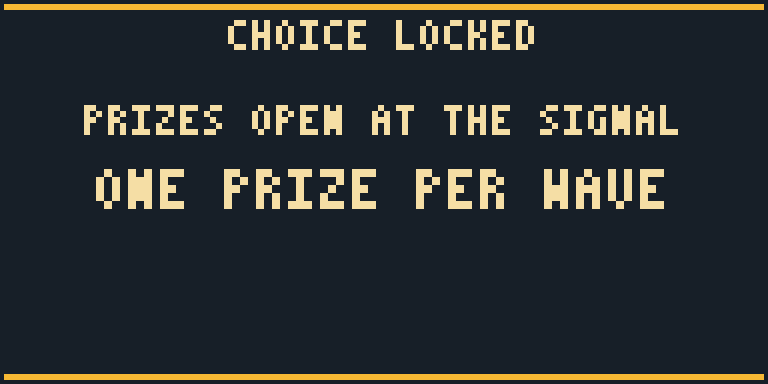 CHOICE LOCKED
PRIZES OPEN AT THE SIGNAL
ONE PRIZE PER WAVE